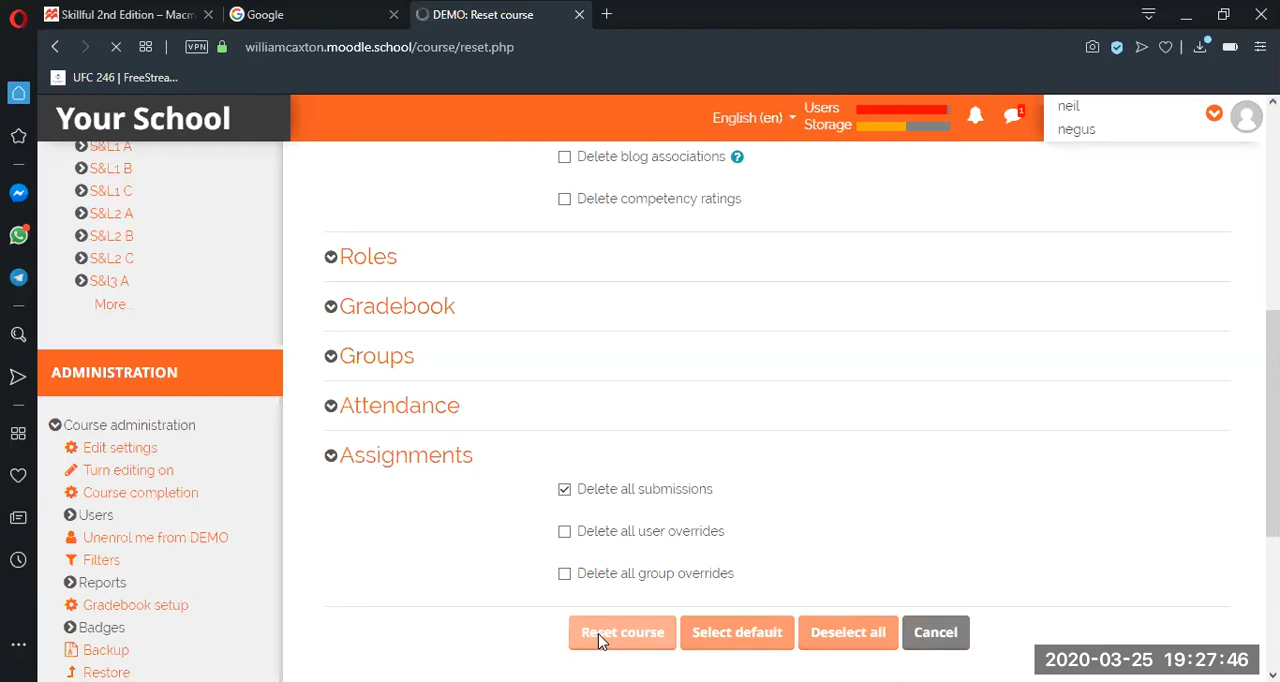 Skillful 2nd Edition – Macm
Google
DEMO: Reset course
VPN
williamcaxton.moodle.school/course/reset.php
UFC 246 | FreeStrea...
Your School
English (en)
Users
Storage
1
neil
negus
S&L1 A
S&L1 B
S&L1 C
S&L2 A
S&L2 B
S&L2 C
S&l3 A
More...
ADMINISTRATION
Course administration
Edit settings
Turn editing on
Course completion
Users
Unenrol me from DEMO
Filters
Reports
Gradebook setup
Badges
Backup
Restore
Delete blog associations ?
Delete competency ratings
Roles
Gradebook
Groups
Attendance
Assignments
Delete all submissions
Delete all user overrides
Delete all group overrides
Reset course
Select default
Deselect all
Cancel
2020-03-25 19:27:46